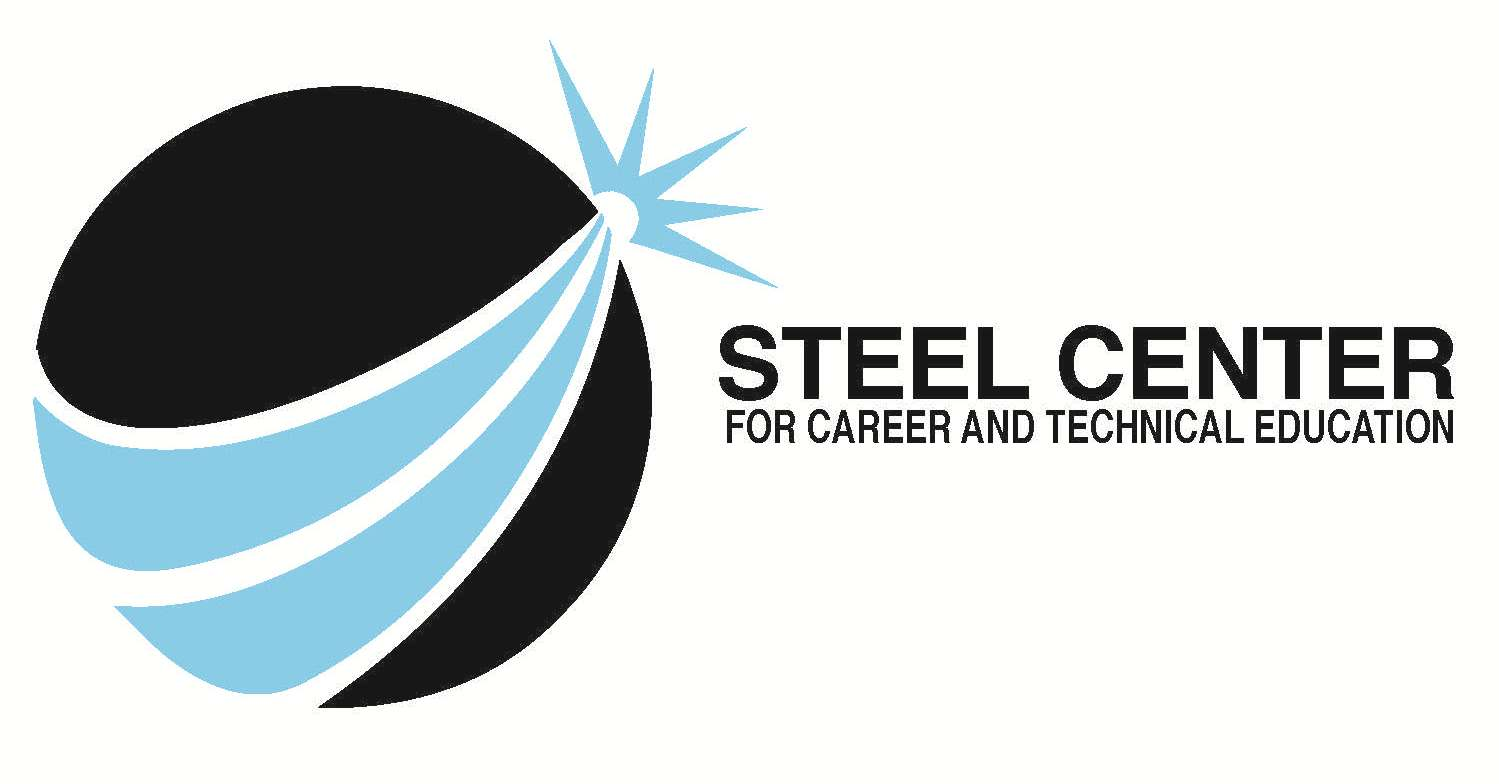 STEEL CENTER
FOR CAREER AND TECHNICAL EDUCATION